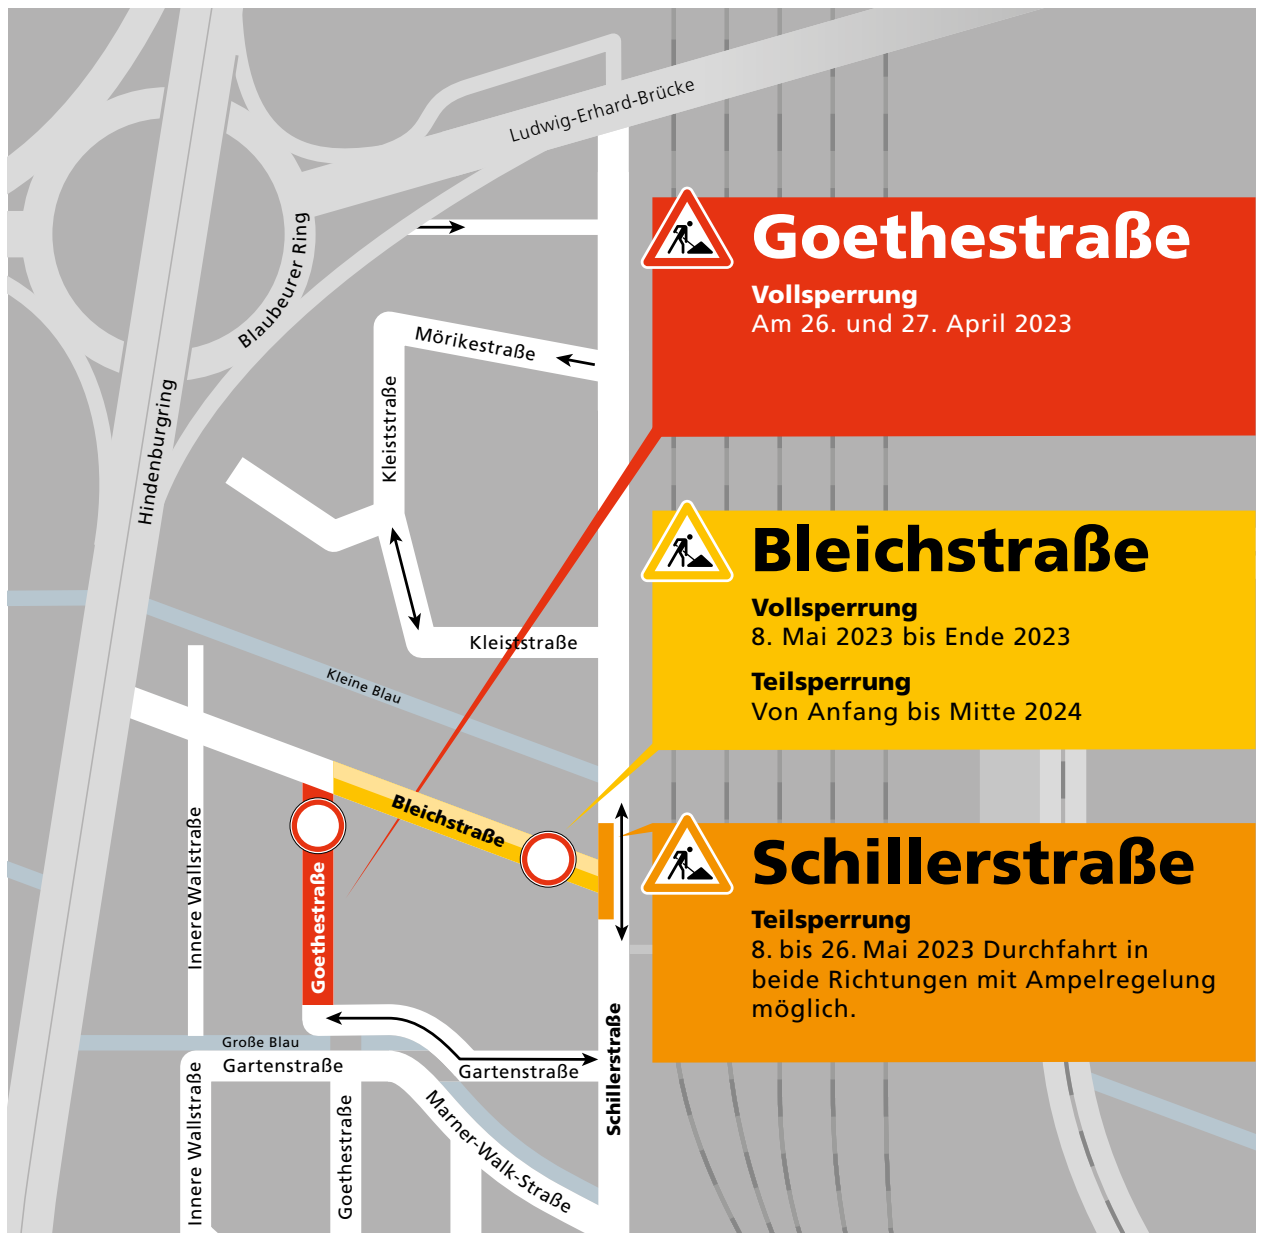 Ludwig-Erhard-Brücke
Blaubeurer Ring
Hindenburgring
Mörikestraße
Kleiststraße
Kleiststraße
Kleine Blau
Bleichstraße
Innere Wallstraße
Goethestraße
Große Blau
Gartenstraße
Gartenstraße
Schillerstraße
Innere Wallstraße
Goethestraße
Marner-Walk-Straße
Goethestraße
Vollsperrung
Am 26. und 27. April 2023
Bleichstraße
Vollsperrung
8. Mai 2023 bis Ende 2023
Teilsperrung
Von Anfang bis Mitte 2024
Schillerstraße
Teilsperrung
8. bis 26. Mai 2023 Durchfahrt in
beide Richtungen mit Ampelregelung
möglich.